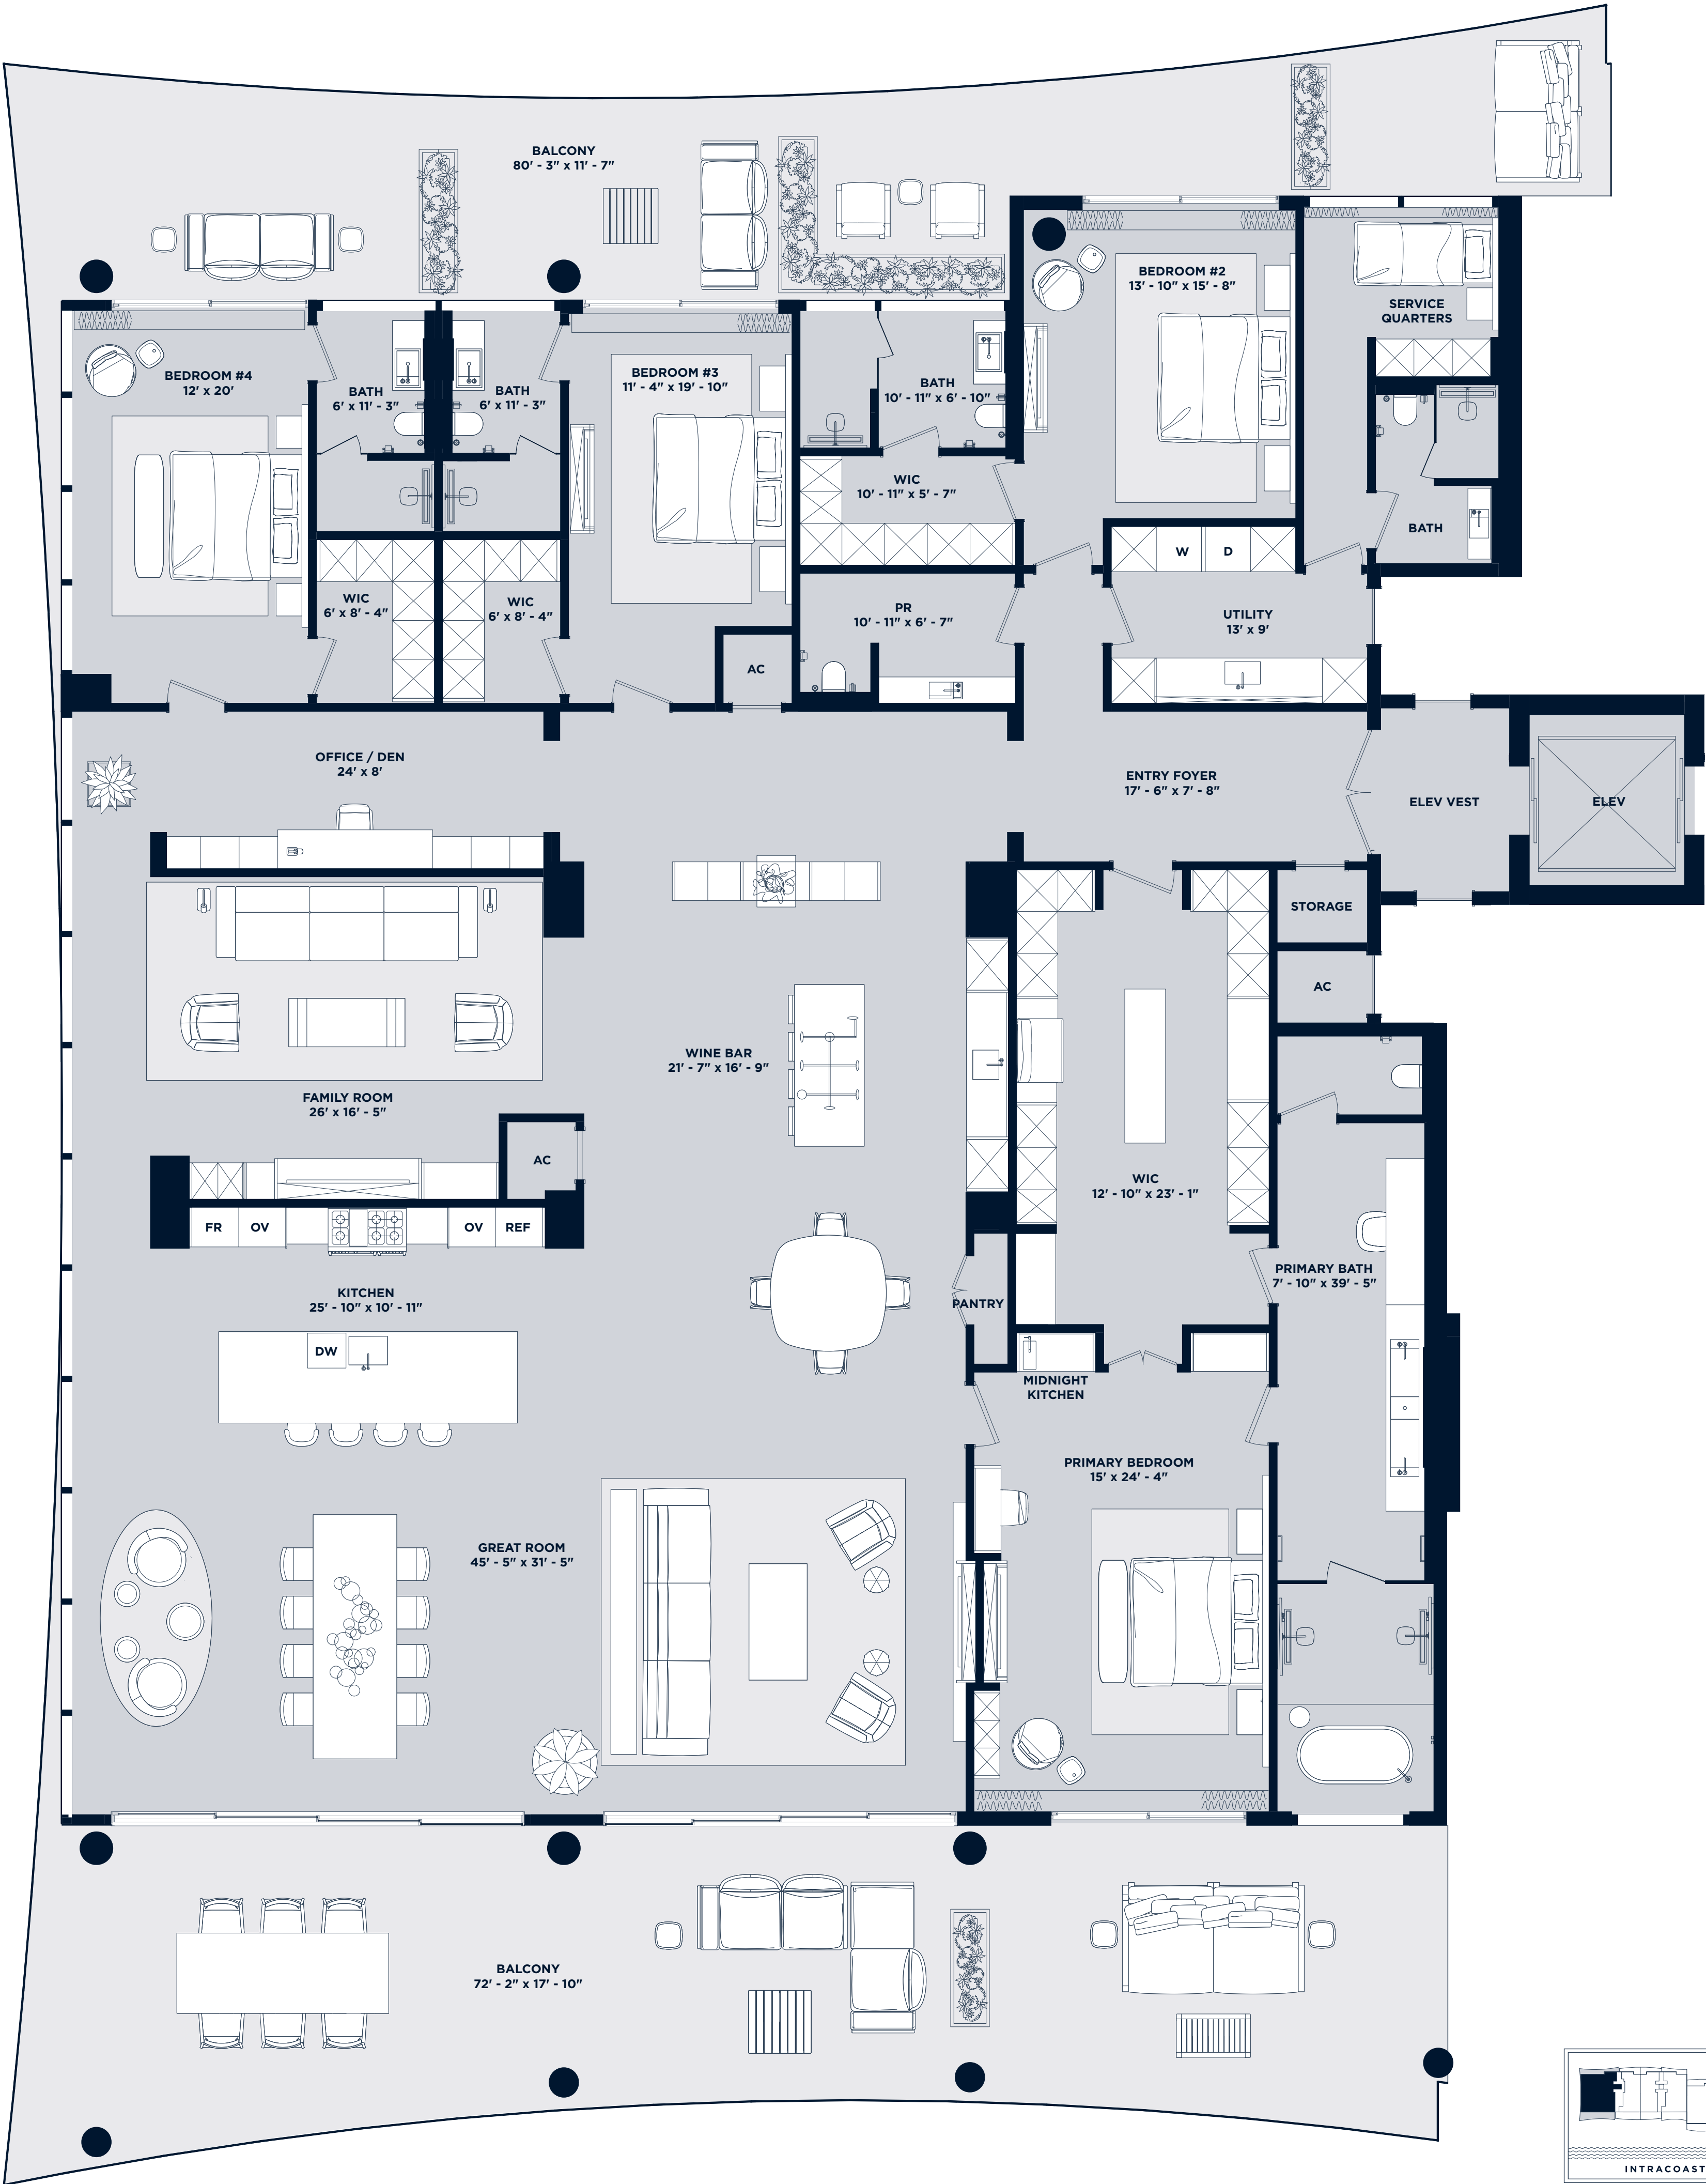 BALCONY
80' - 3" x 11' - 7"
BEDROOM #2
13' - 10" x 15' - 8"
SERVICE
QUARTERS
BEDROOM #4
12' x 20'
BATH
6' x 11' - 3"
BATH
6' x 11' - 3"
BEDROOM #3
11' - 4" x 19' - 10"
BATH
10' - 11" x 6' - 10"
WIC
10' - 11" x 5' - 7"
BATH
W
D
WIC
6' x 8' - 4"
WIC
6' x 8' - 4"
PR
10' - 11" x 6' - 7"
UTILITY
13' x 9'
AC
OFFICE / DEN
24' x 8'
ENTRY FOYER
17' - 6" x 7' - 8"
ELEV VEST
ELEV
STORAGE
AC
WINE BAR
21' - 7" x 16' - 9"
FAMILY ROOM
26' x 16' - 5"
AC
WIC
12' - 10" x 23' - 1"
FR
OV
OV
REF
PRIMARY BATH
7' - 10" x 39' - 5"
KITCHEN
25' - 10" x 10' - 11"
PANTRY
DW
MIDNIGHT
KITCHEN
PRIMARY BEDROOM
15' x 24' - 4"
GREAT ROOM
45' - 5" x 31' - 5"
BALCONY
72' - 2" x 17' - 10"
INTRACOAST